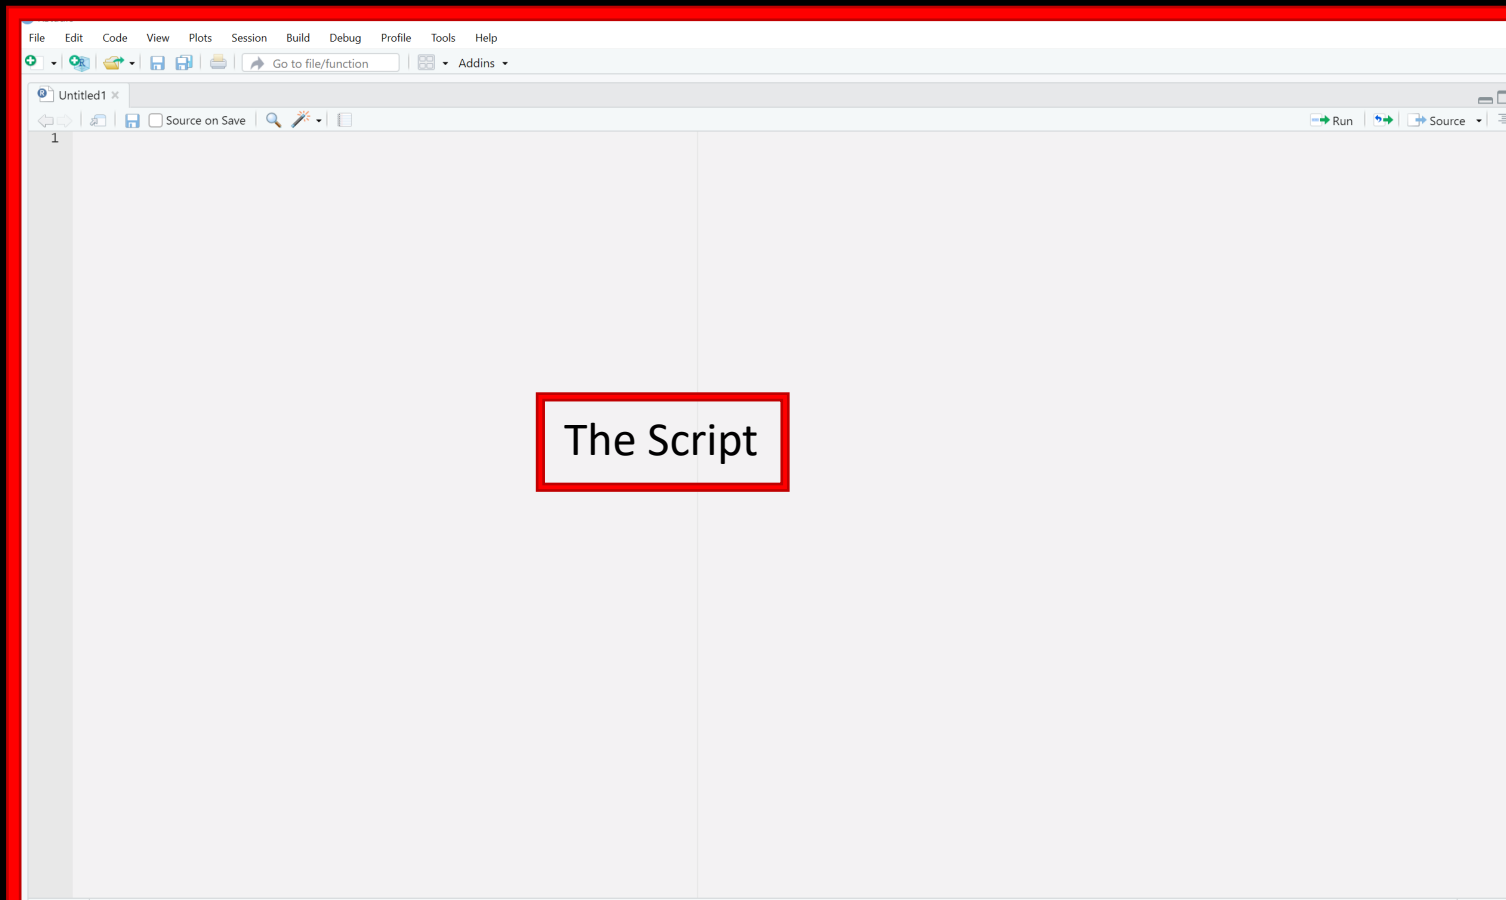 File Edit Code View Plots Session Build Debug Profile Tools Help
Go to file/function Addins
Untitled1
Source on Save Run Source
1
The Script